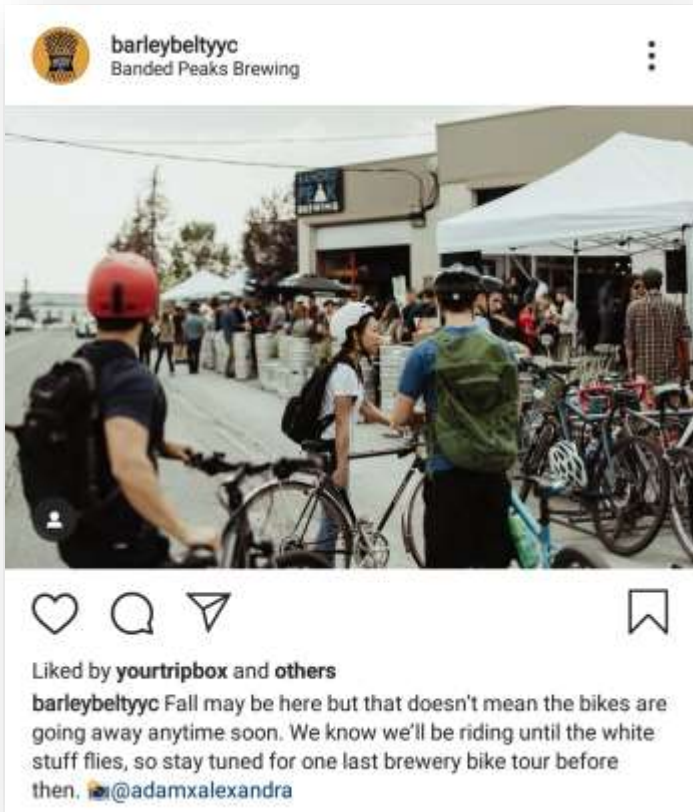 barleybeltyyc
Banded Peaks Brewing
BREWING
Liked by yourtripbox and others
barleybeltyyc Fall may be here but that doesn't mean the bikes are
going away anytime soon. We know we'll be riding until the white
stuff flies, so stay tuned for one last brewery bike tour before
then. 📸@adamxalexandra